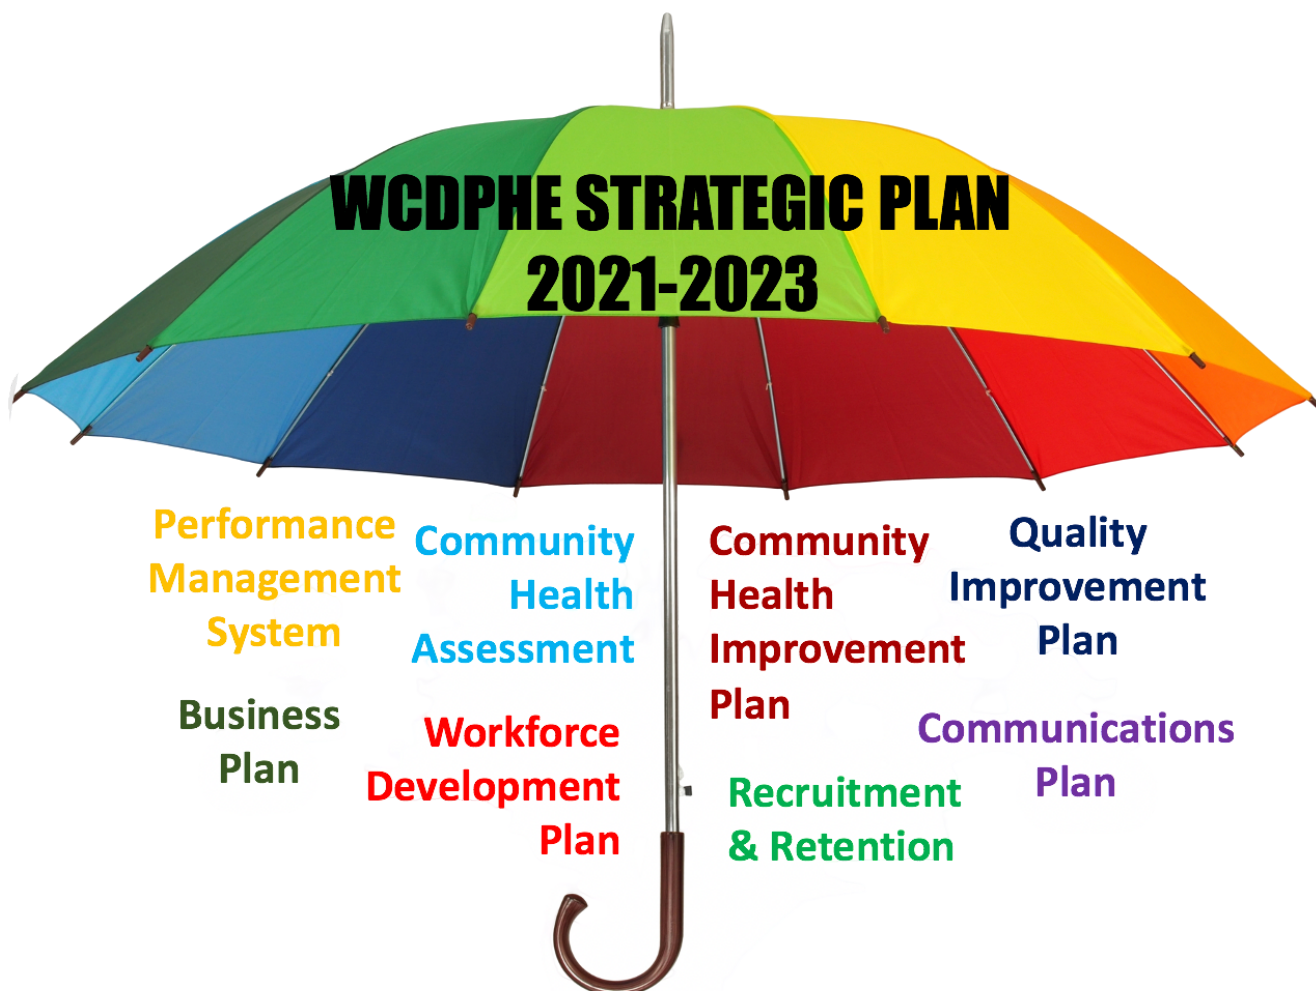 WCDPHE STRATEGIC PLAN
2021-2023
Performance
Management
System
Community
Health
Assessment
Community
Health
Improvement
Plan
Quality
Improvement
Plan
Business
Plan
Workforce
Development
Plan
Recruitment
& Retention
Communications
Plan